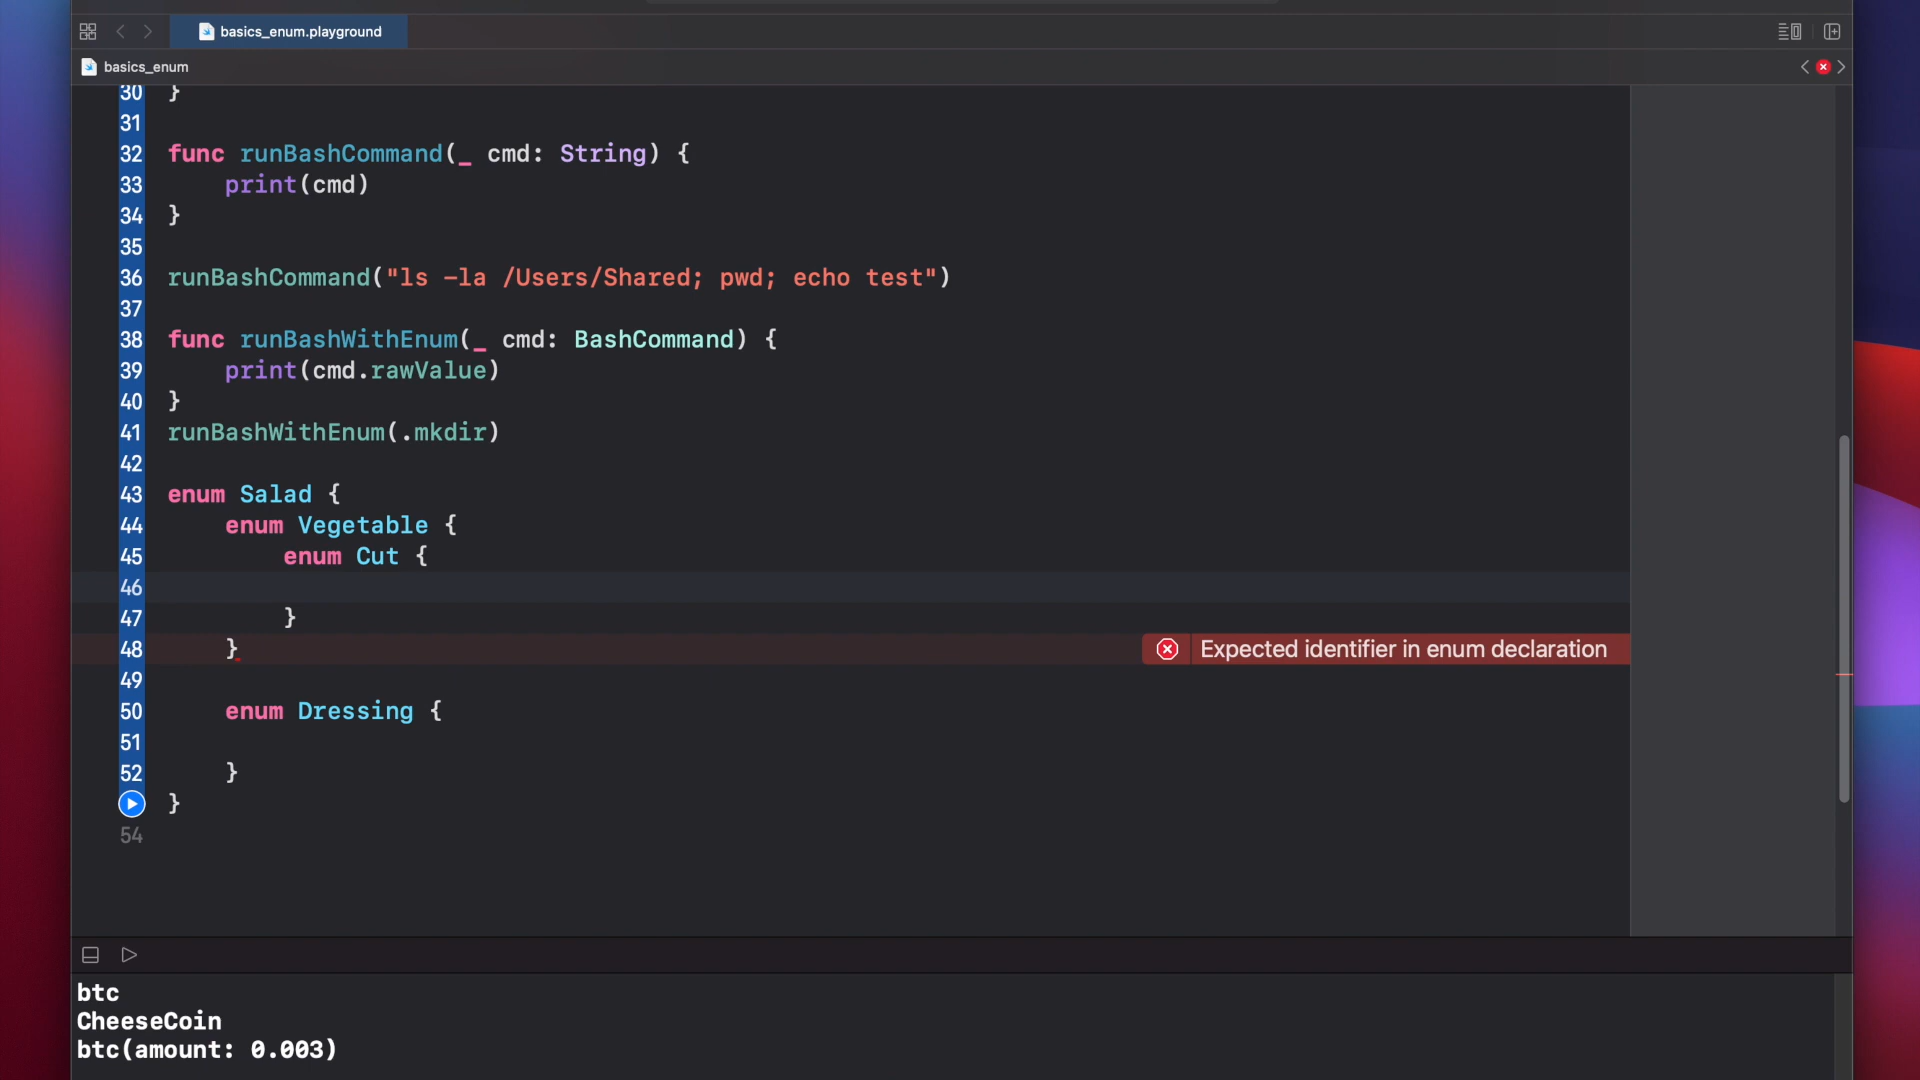 basics_enum.playground
basics_enum
30 }
31
32 func runBashCommand(_ cmd: String) {
33 print(cmd)
34 }
35
36 runBashCommand("ls -la /Users/Shared; pwd; echo test")
37
38 func runBashWithEnum(_ cmd: BashCommand) {
39 print(cmd.rawValue)
40 }
41 runBashWithEnum(.mkdir)
42
43 enum Salad {
44 enum Vegetable {
45 enum Cut {
46
47 }
48 } Expected identifier in enum declaration
49
50 enum Dressing {
51
52 }
}
54
btc
CheeseCoin
btc(amount: 0.003)